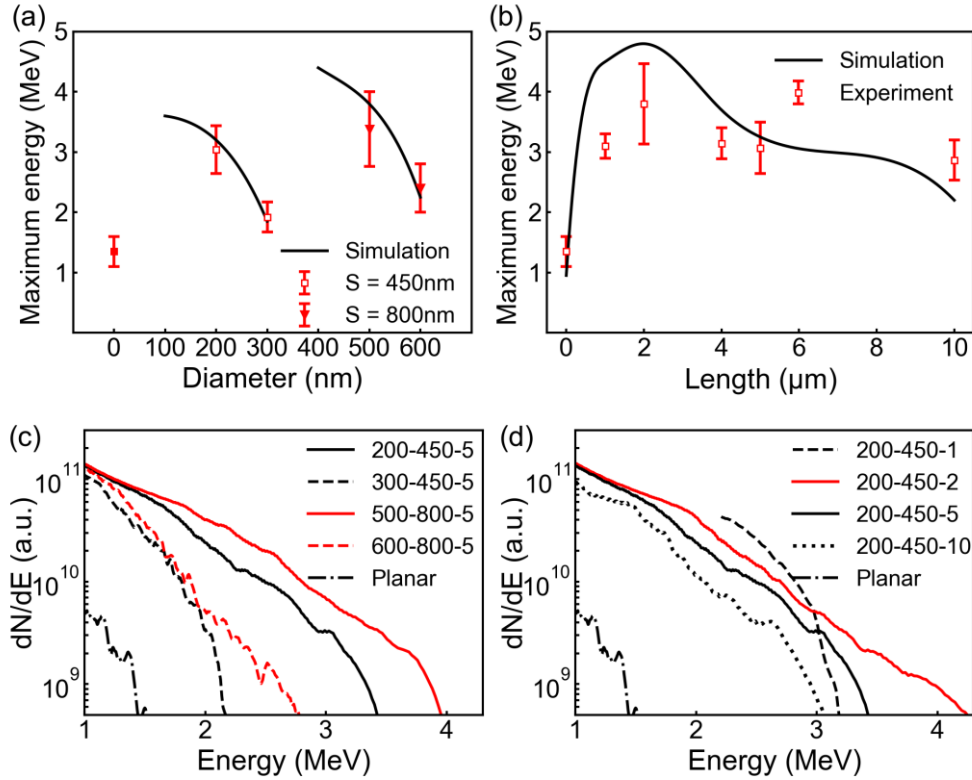 (a)
Maximum energy (MeV)
5
4
3
2
1
0
100
200
300
400
500
600
Diameter (nm)
Simulation
S = 450nm
S = 800nm
(b)
Maximum energy (MeV)
5
4
3
2
1
0
2
4
6
8
10
Length (μm)
Simulation
Experiment
(c)
dN/dE (a.u.)
10¹¹
10¹⁰
10⁹
1
2
3
4
Energy (MeV)
200-450-5
300-450-5
500-800-5
600-800-5
Planar
(d)
dN/dE (a.u.)
10¹¹
10¹⁰
10⁹
1
2
3
4
Energy (MeV)
200-450-1
200-450-2
200-450-5
200-450-10
Planar